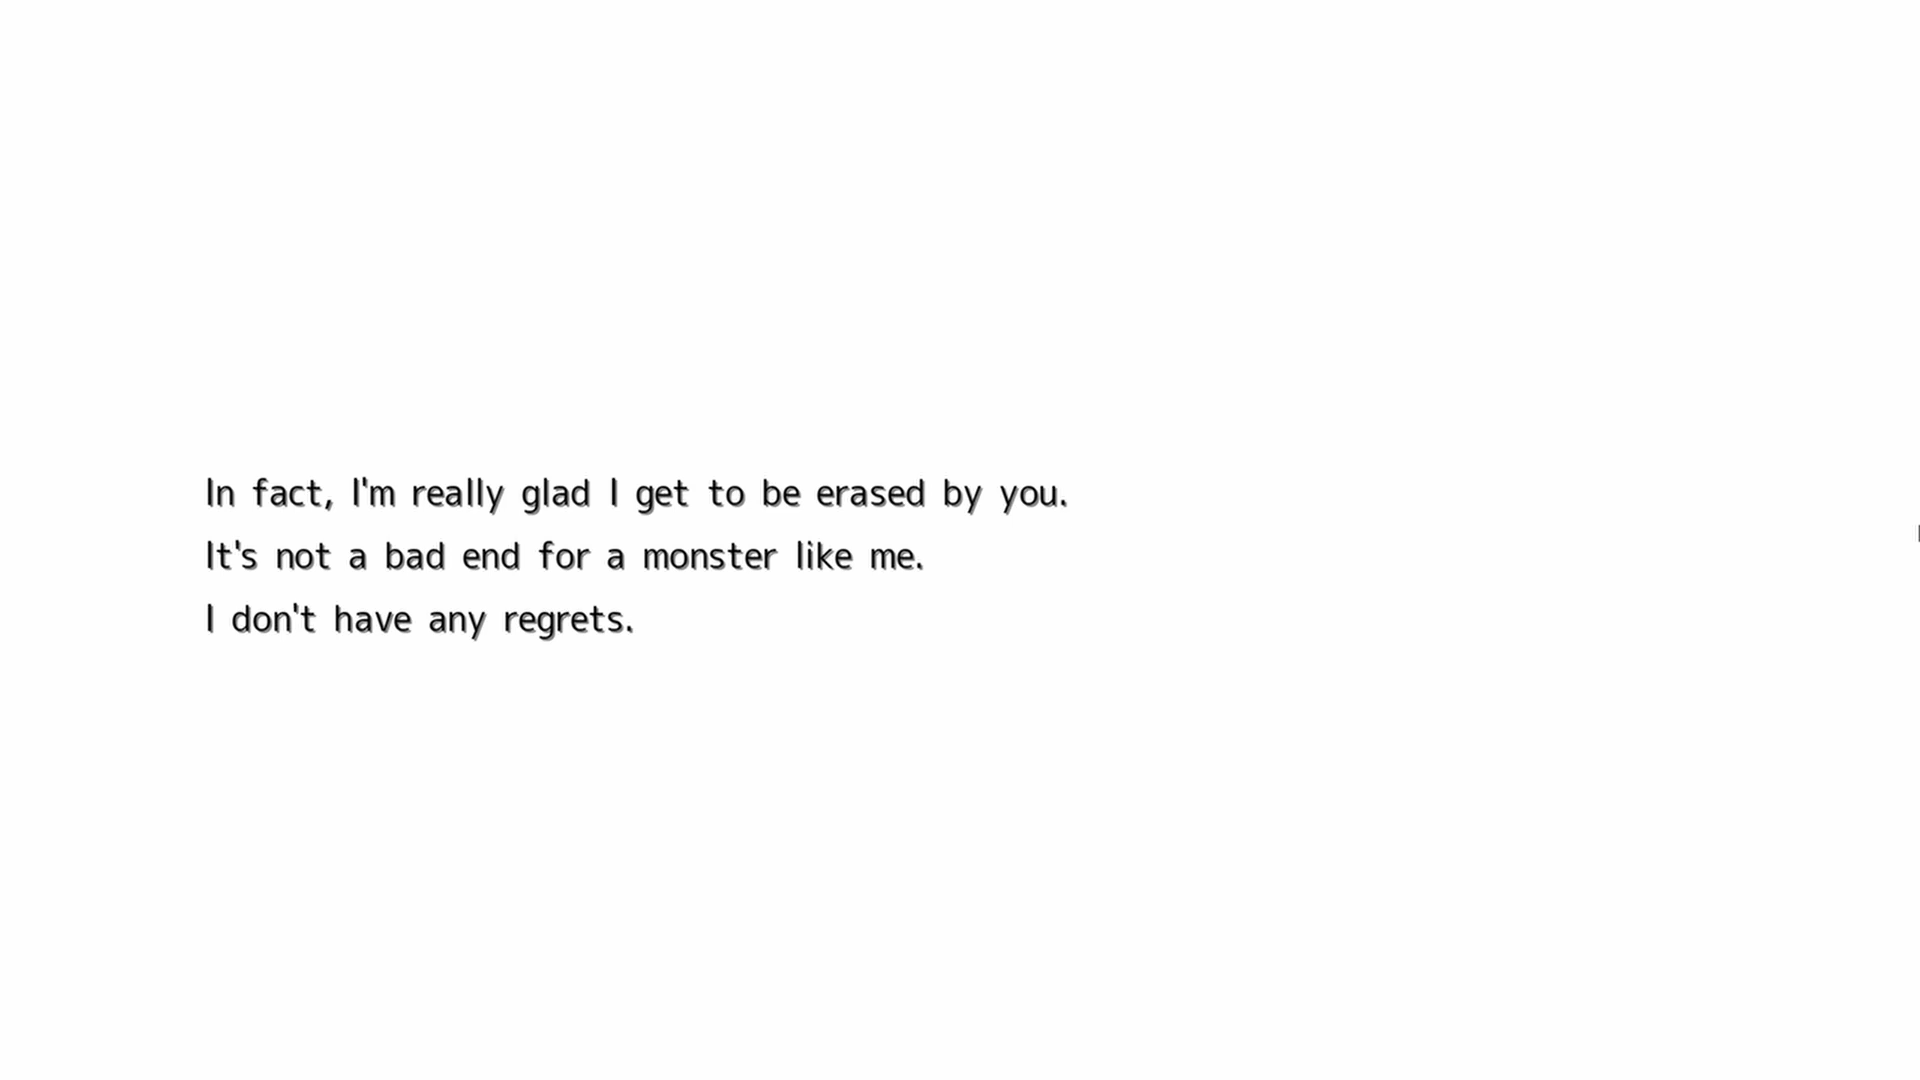 In fact, I'm really glad I get to be erased by you.
It's not a bad end for a monster like me.
I don't have any regrets.